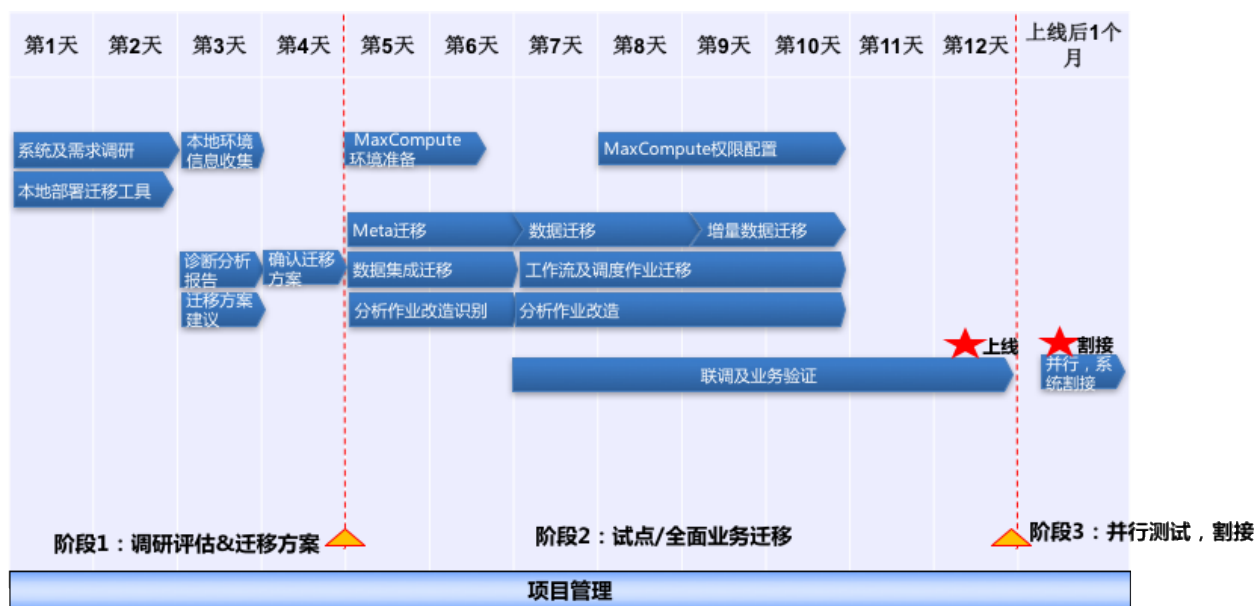 第1天 第2天 第3天 第4天 第5天 第6天 第7天 第8天 第9天 第10天 第11天 第12天 上线后1个
月
系统及需求调研
本地环境
信息收集
MaxCompute
环境准备
MaxCompute权限配置
本地部署迁移工具
Meta迁移
数据迁移
增量数据迁移
诊断分析
报告
确认迁移
方案
数据集成迁移
工作流及调度作业迁移
迁移方案
建议
分析作业改造识别
分析作业改造
上线
割接
联调及业务验证
并行，系
统割接
阶段1：调研评估&迁移方案
阶段2：试点/全面业务迁移
阶段3：并行测试，割接
项目管理